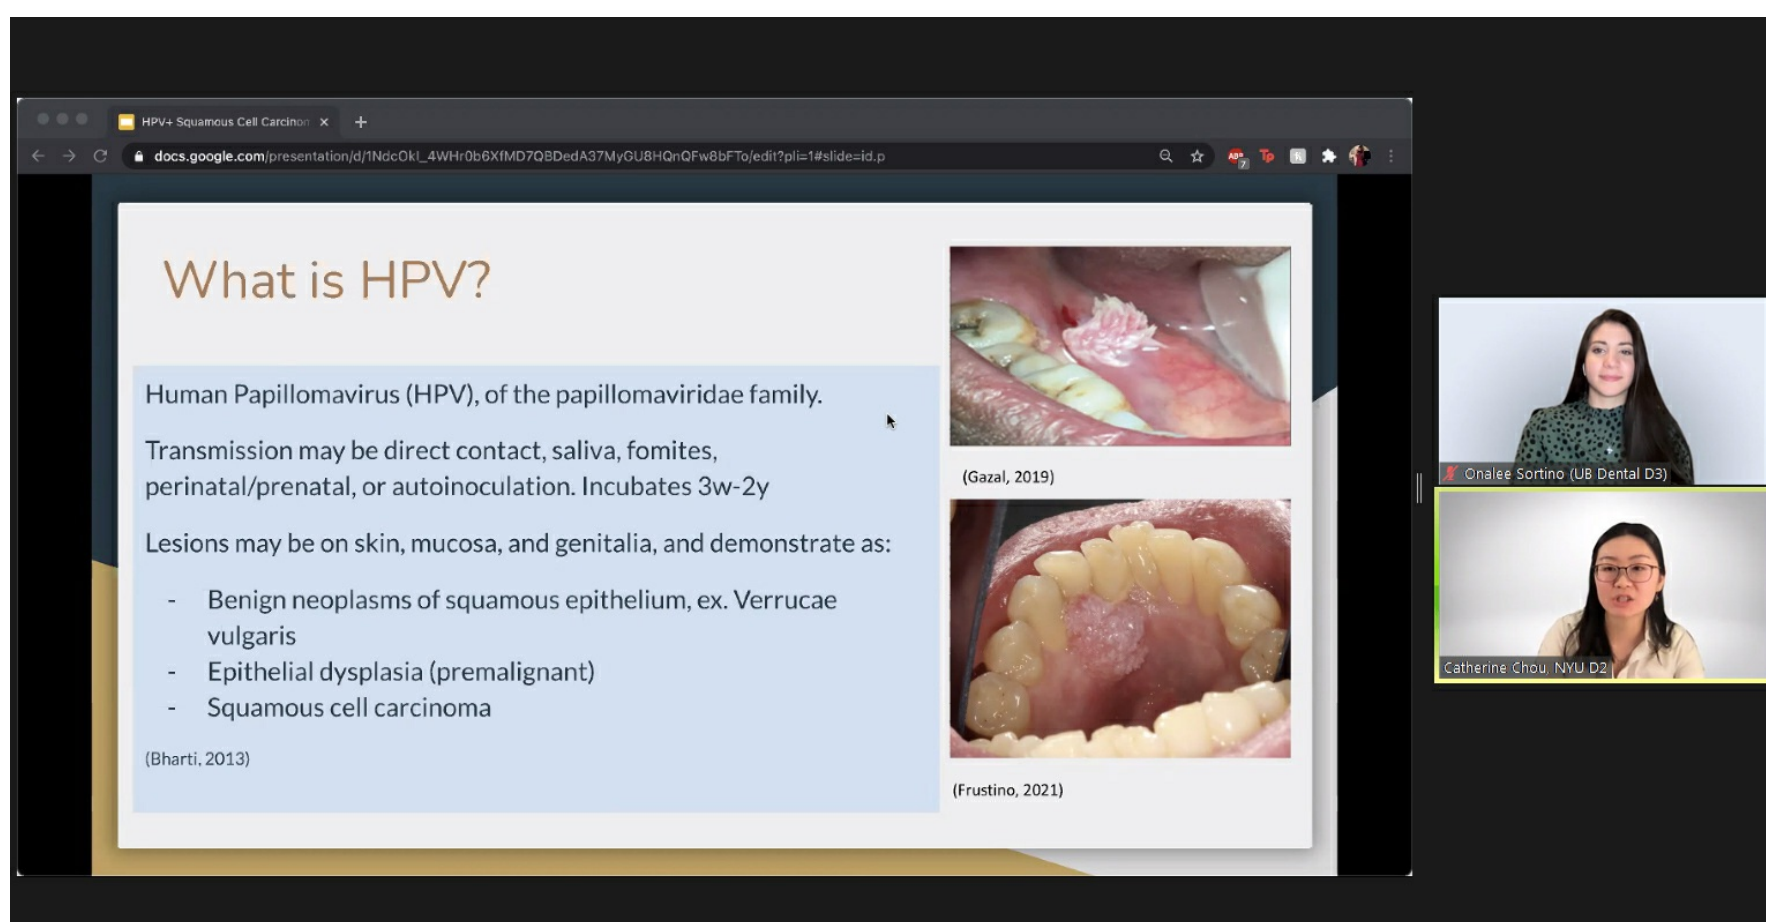 HPV+ Squamous Cell Carcinon
docs.google.com/presentation/d/1NdcOkI_4WHr0b6XfMD7QBDedA37MyGU8HQnQFw8bFTo/edit?pli=1#slide=id.p
ABP
7
Tp
What is HPV?
Human Papillomavirus (HPV), of the papillomaviridae family.
Transmission may be direct contact, saliva, fomites,
perinatal/prenatal, or autoinoculation. Incubates 3w-2y
Lesions may be on skin, mucosa, and genitalia, and demonstrate as:
- Benign neoplasms of squamous epithelium, ex. Verrucae
vulgaris
- Epithelial dysplasia (premalignant)
- Squamous cell carcinoma
(Bharti, 2013)
(Gazal, 2019)
(Frustino, 2021)
Onalee Sortino (UB Dental D3)
Catherine Chou, NYU D2